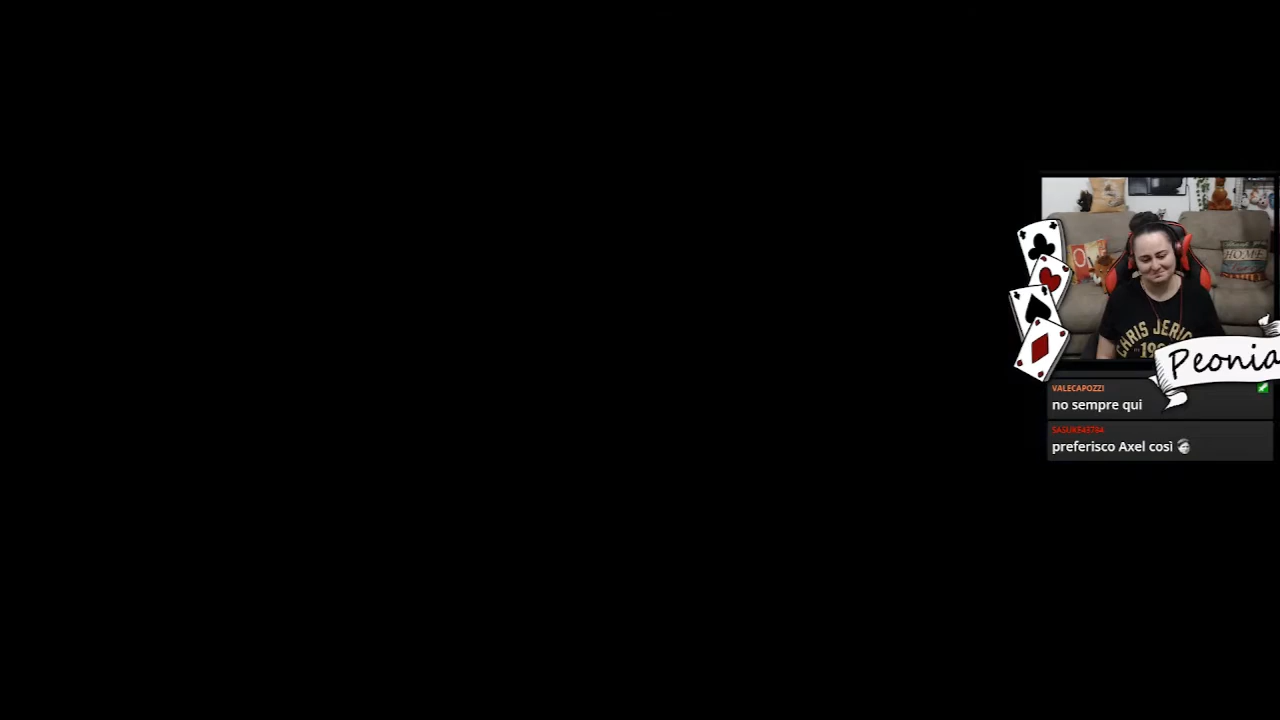 HOME
CHRIS JERIC
Peonia
VALECAPOZZI
no sempre qui
preferisco Axel così